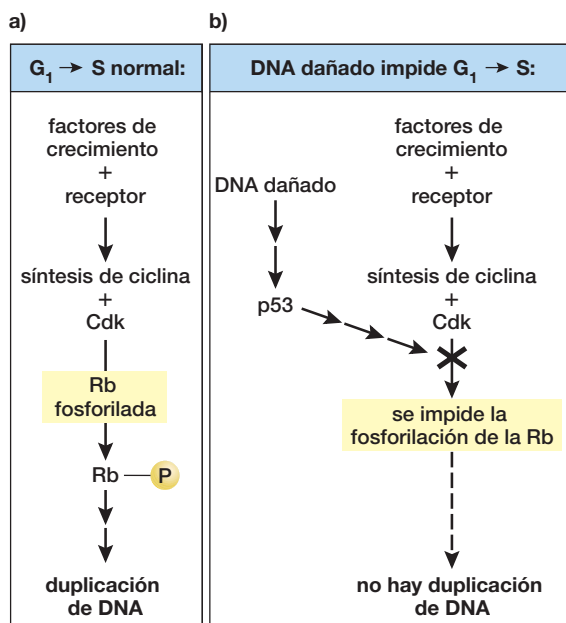 a)
G₁ → S normal:
factores de
crecimiento
+
receptor
síntesis de ciclina
+
Cdk
Rb
fosforilada
Rb
P
duplicación
de DNA
b)
DNA dañado impide G₁ → S:
DNA dañado
p53
factores de
crecimiento
+
receptor
síntesis de ciclina
+
Cdk
se impide la
fosforilación de la Rb
no hay duplicación
de DNA